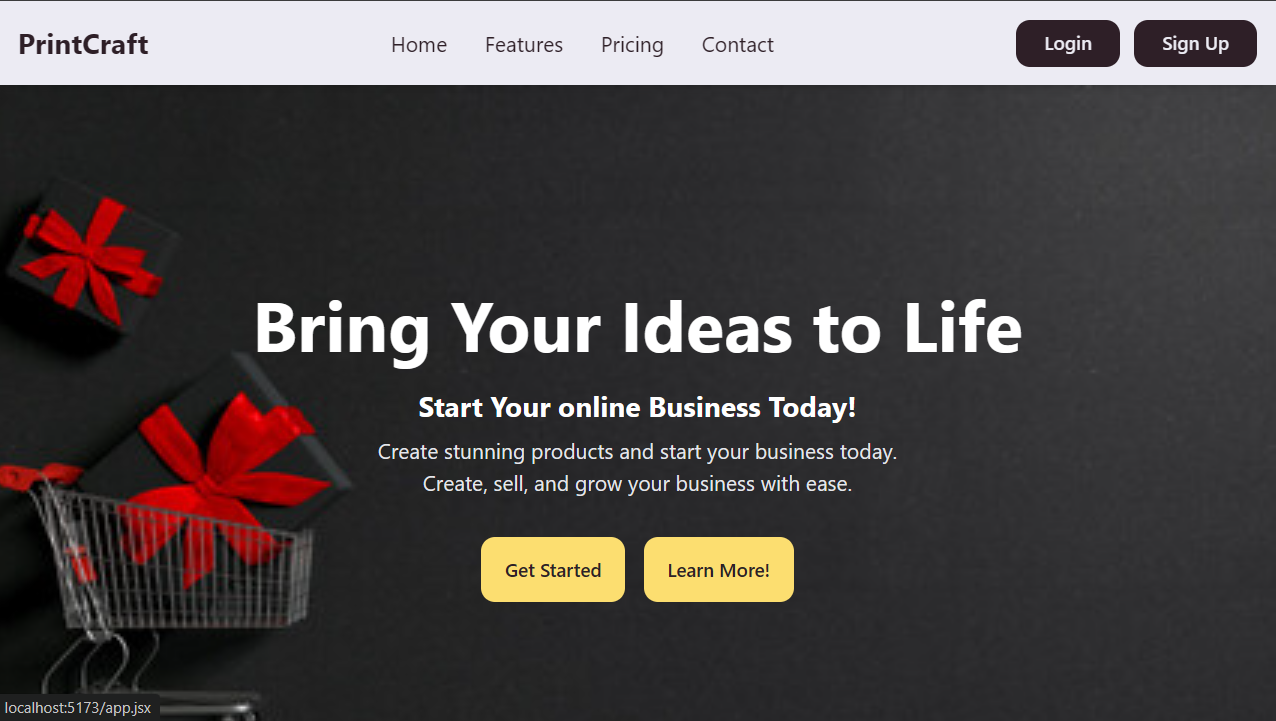 PrintCraft
Home Features Pricing Contact
Login Sign Up
Bring Your Ideas to Life
Start Your online Business Today!
Create stunning products and start your business today.
Create, sell, and grow your business with ease.
Get Started Learn More!
localhost:5173/app.jsx